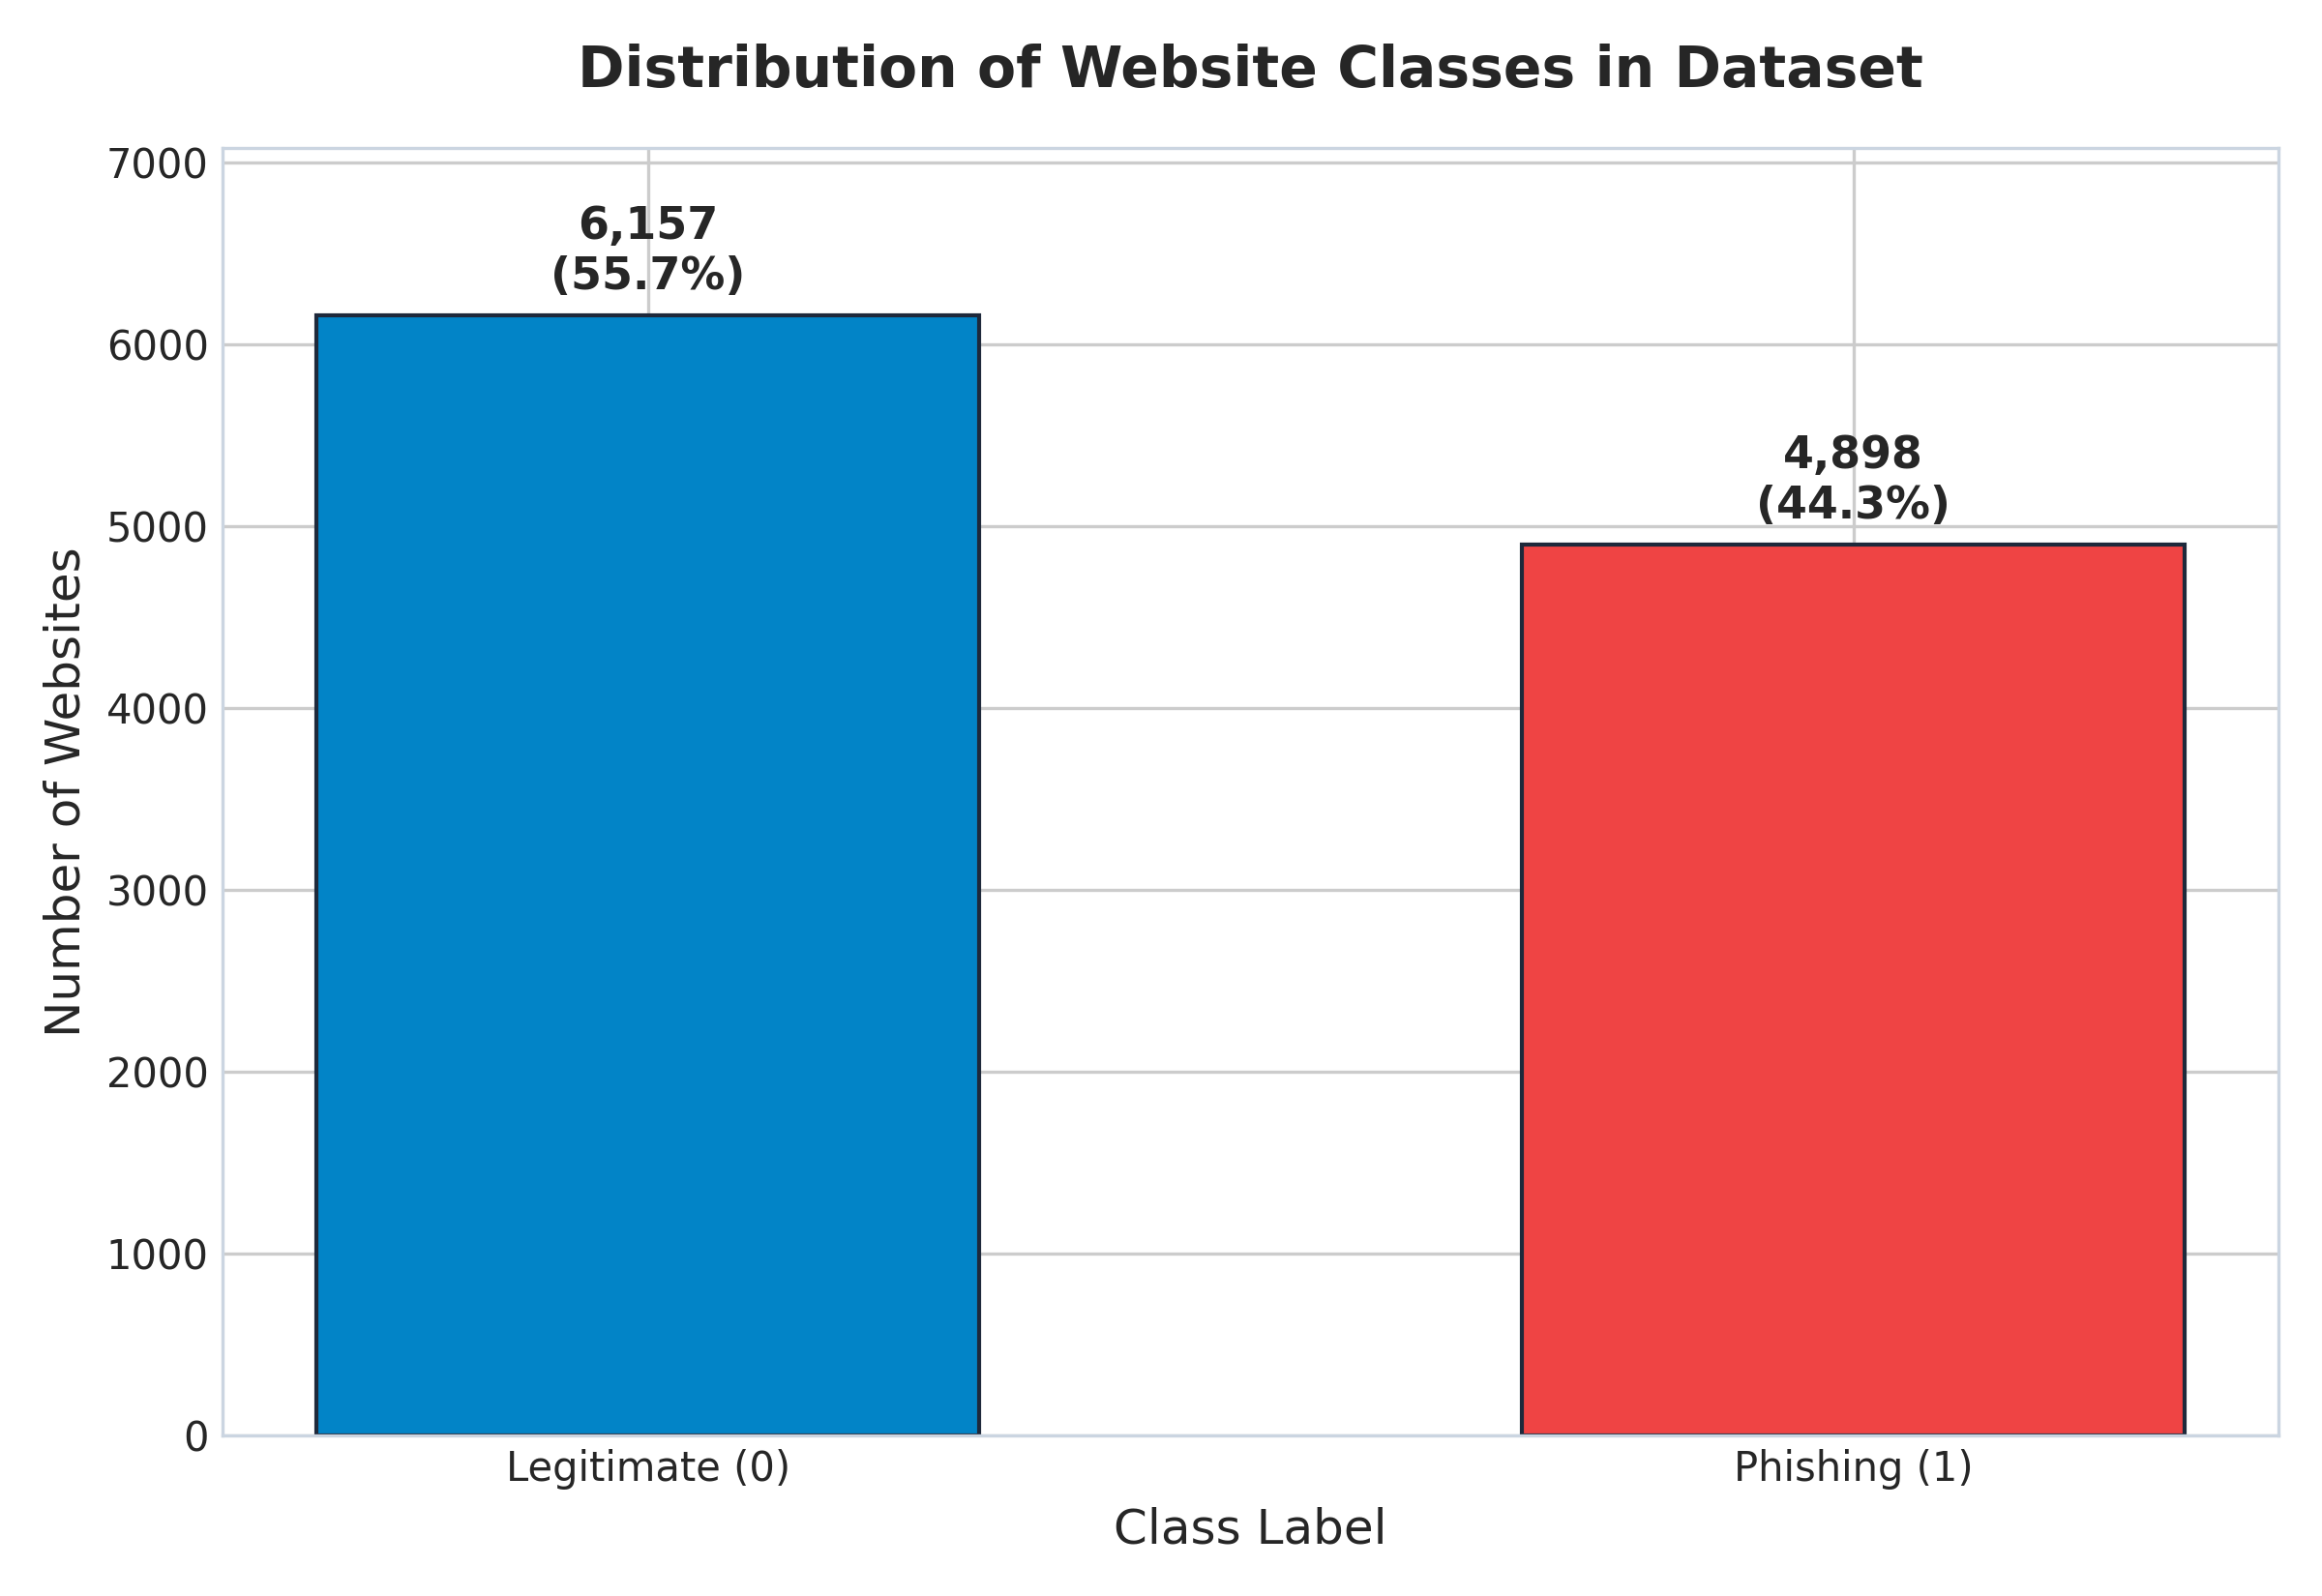 Distribution of Website Classes in Dataset
7000
6,157
(55.7%)
6000
4,898
(44.3%)
5000
4000
3000
2000
1000
0
Number of Websites
Legitimate (0)
Phishing (1)
Class Label